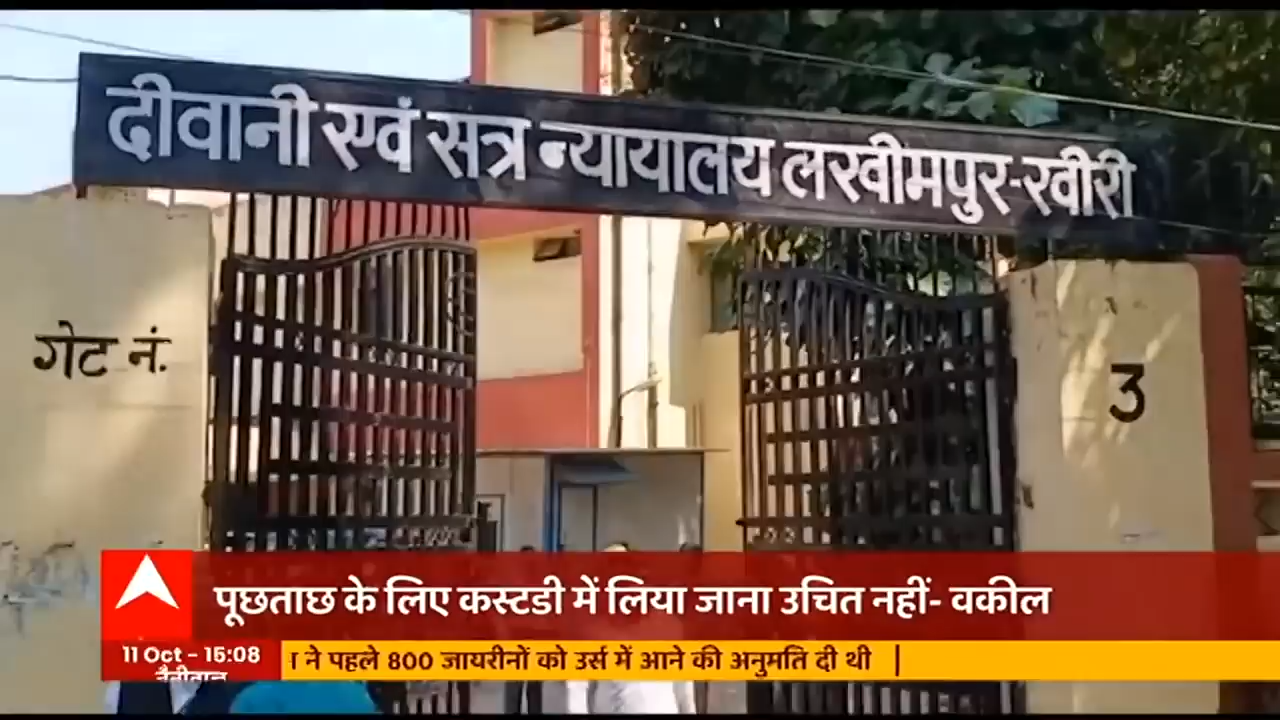 दीवानी एवं सत्र न्यायालय लखीमपुर-खीरी
गेट नं.
3
पूछताछ के लिए कस्टडी में लिया जाना उचित नहीं- वकील
11 Oct - 15:08
ने पहले 800 जायरीनों को उर्स में आने की अनुमति दी थी